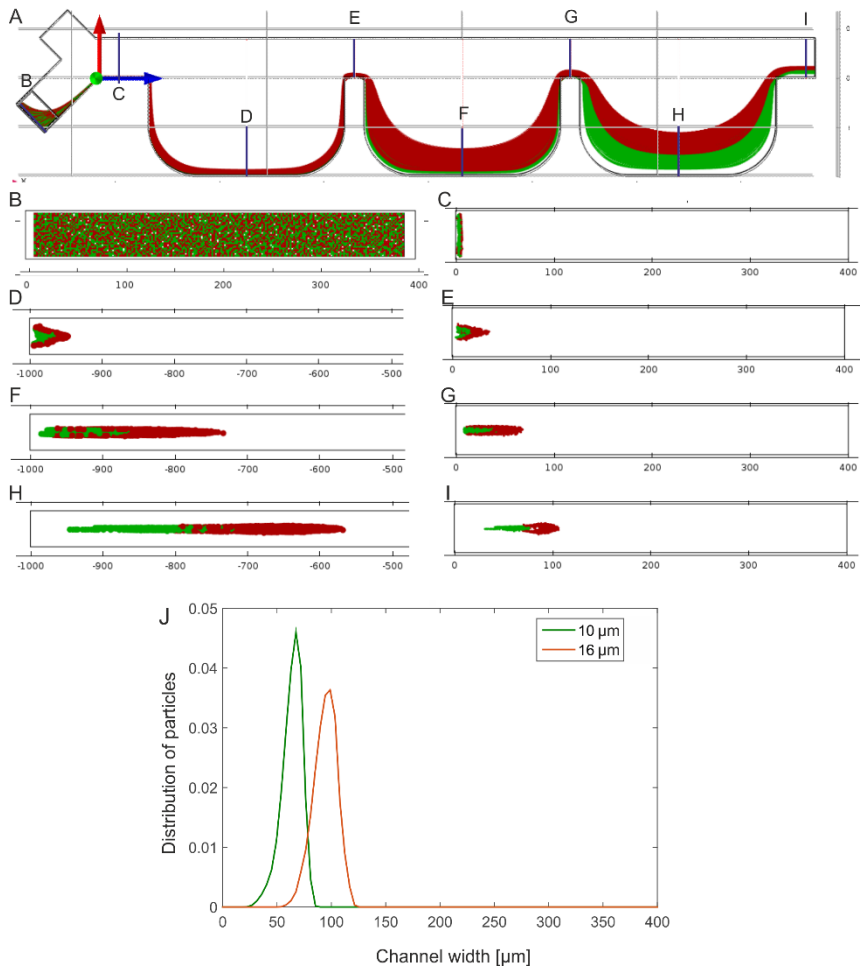 A
E
G
I
B
C
D
F
H
B
C
0 100 200 300 400
0 100 200 300 400
D
E
-1000 -900 -800 -700 -600 -500
0 100 200 300 400
F
G
-1000 -900 -800 -700 -600 -500
0 100 200 300 400
H
I
-1000 -900 -800 -700 -600 -500
0 100 200 300 400
J
0.05
10 µm
16 µm
0.04
0.03
0.02
0.01
0
Distribution of particles
0 50 100 150 200 250 300 350 400
Channel width [µm]